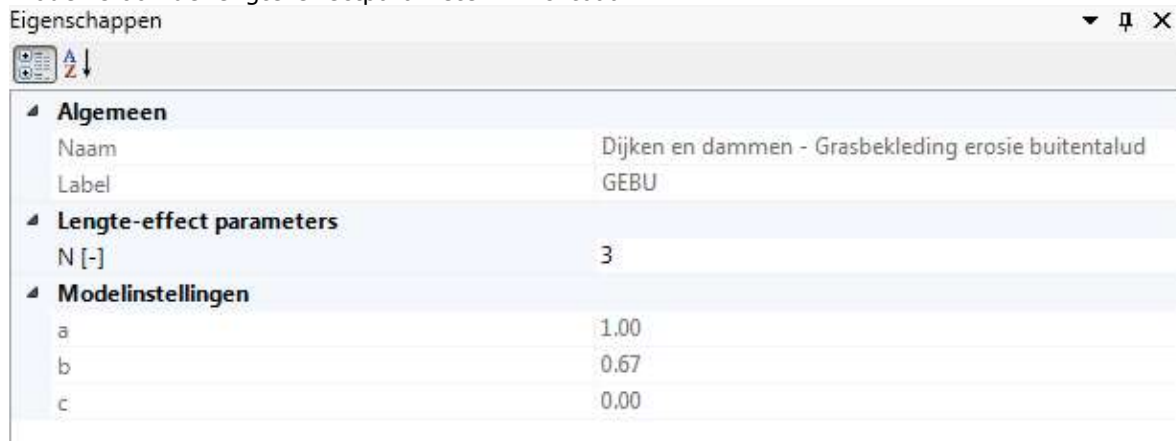 Eigenschappen
Algemeen
Naam Dijken en dammen - Grasbekleding erosie buitentalud
Label GEBU
Lengte-effect parameters
N [-] 3
Modelinstellingen
a 1.00
b 0.67
c 0.00